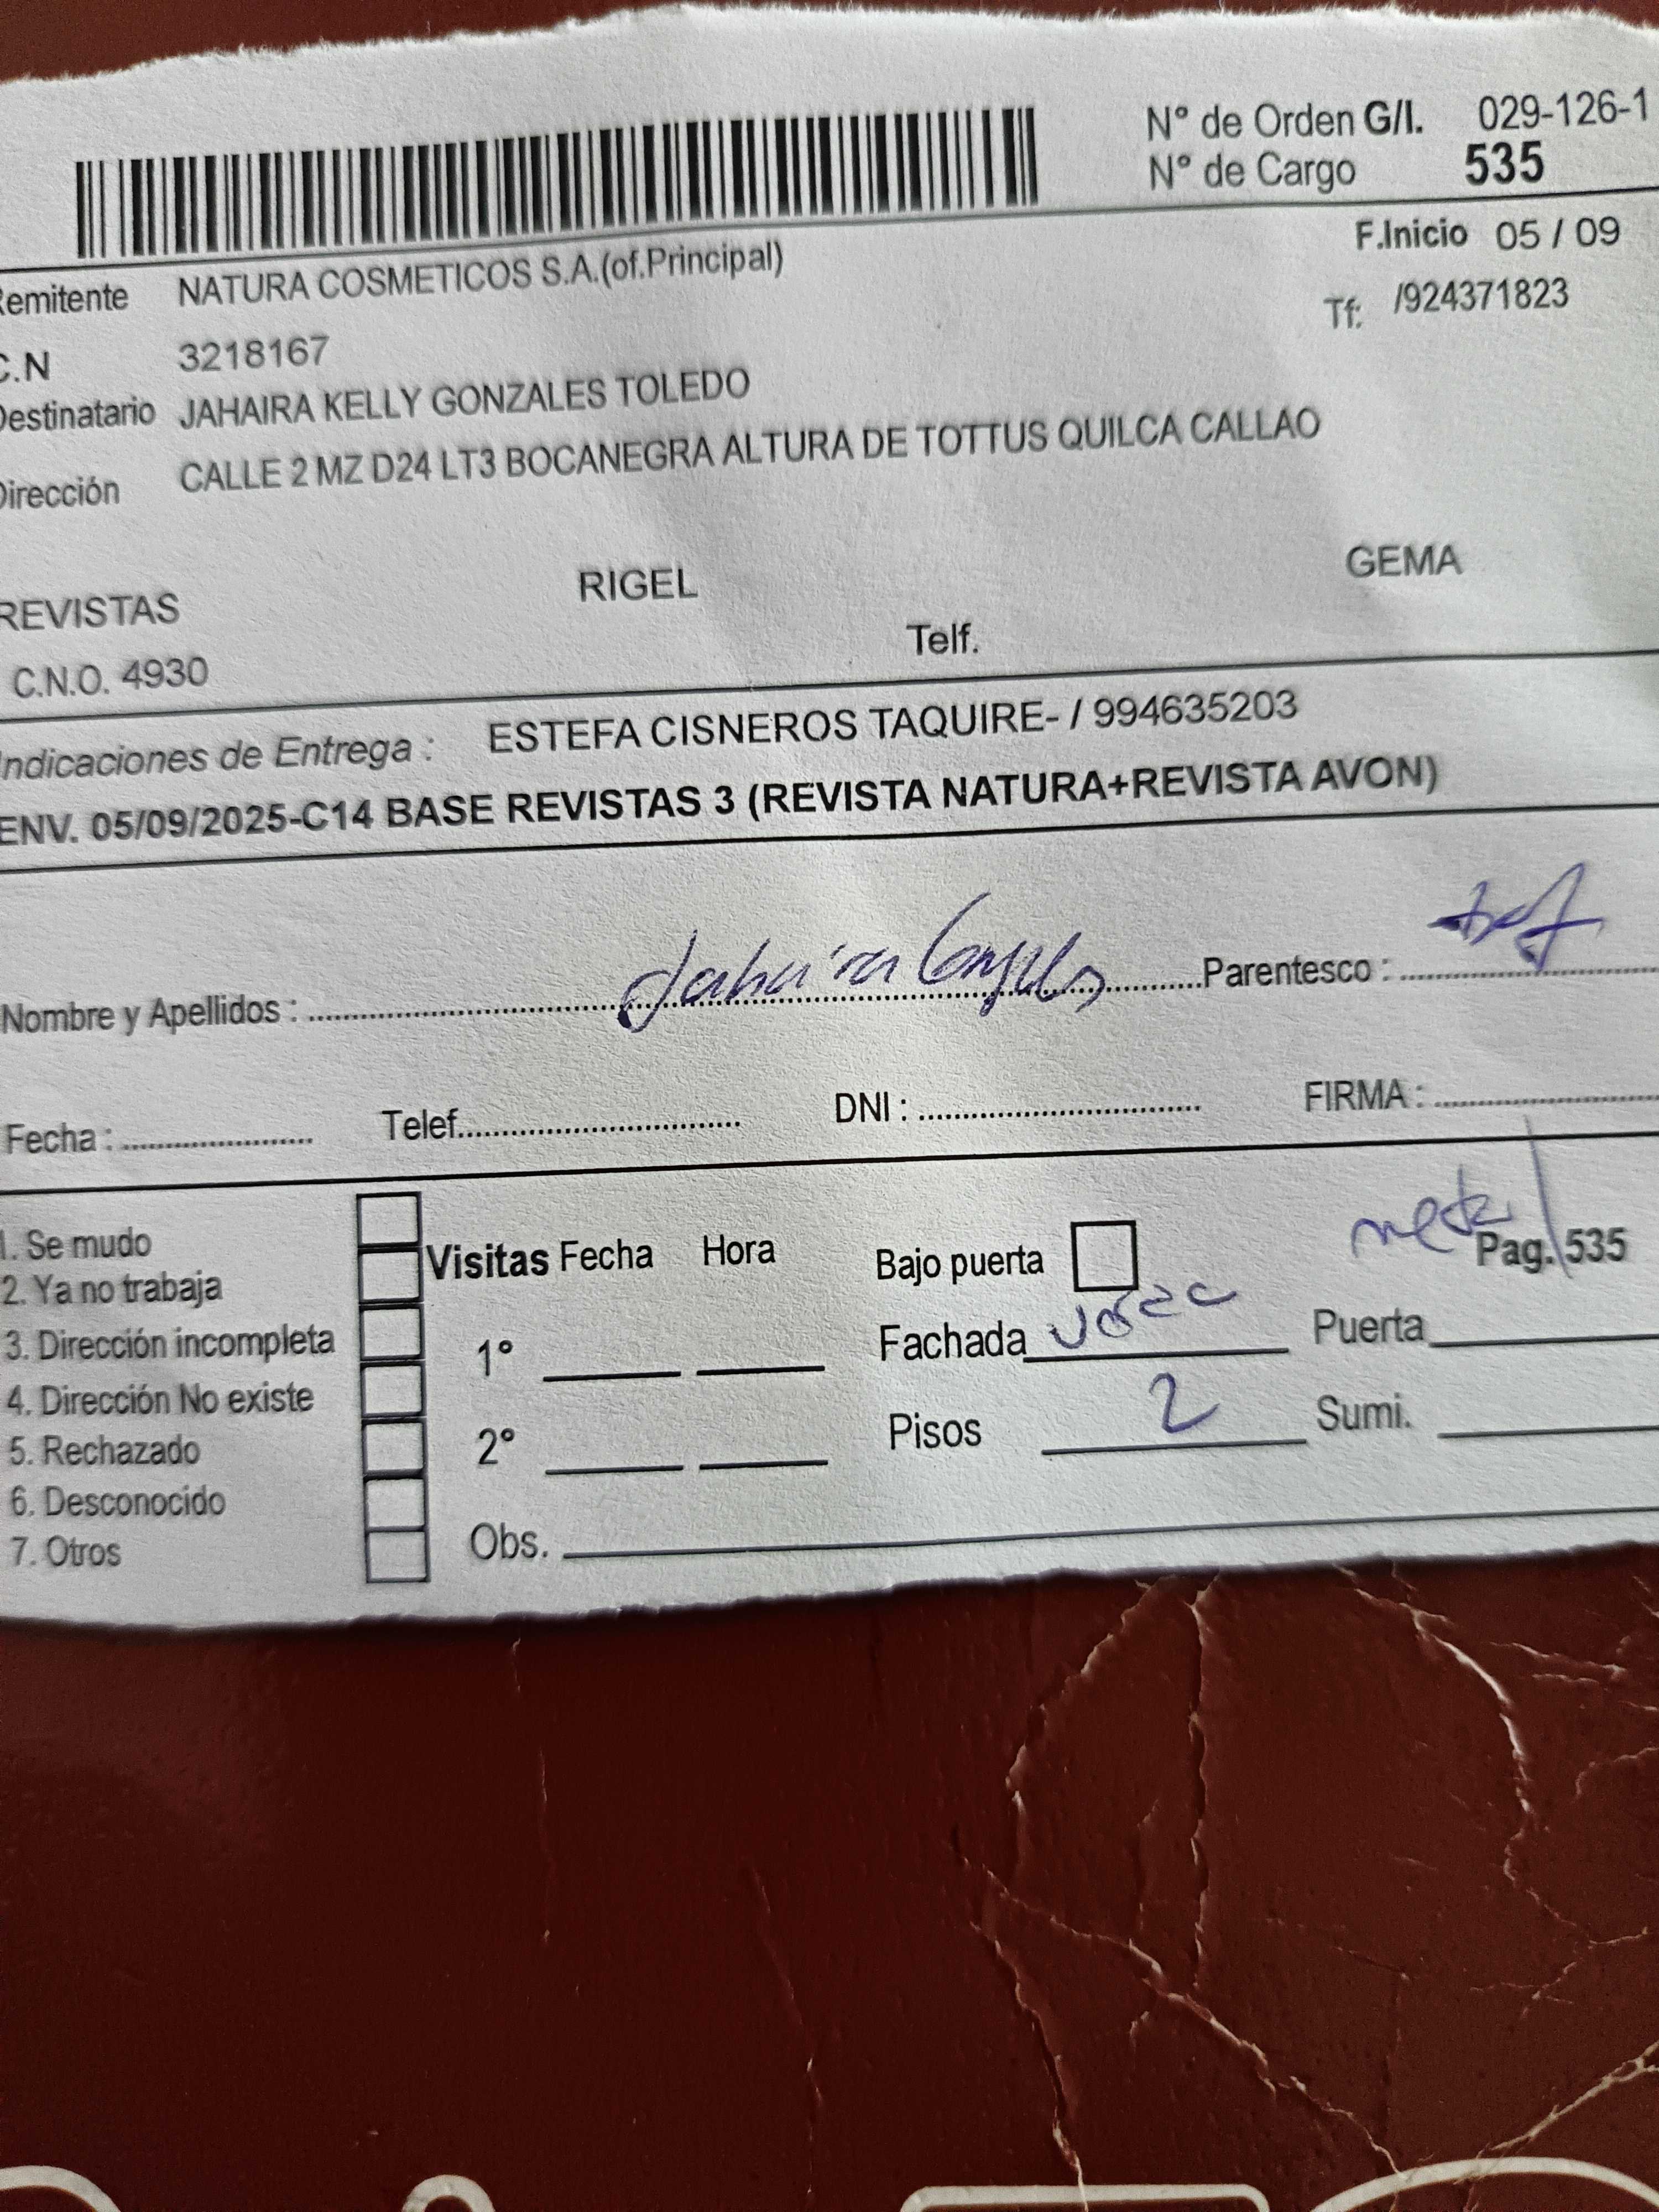 N° de Orden G/I. 029-126-1
N° de Cargo 535
F.Inicio 05 / 09
Remitente NATURA COSMETICOS S.A.(of.Principal)
Tf: /924371823
C.N 3218167
Destinatario JAHAIRA KELLY GONZALES TOLEDO
Dirección CALLE 2 MZ D24 LT3 BOCANEGRA ALTURA DE TOTTUS QUILCA CALLAO
REVISTAS RIGEL GEMA
C.N.O. 4930 Telf.
Indicaciones de Entrega : ESTEFA CISNEROS TAQUIRE- / 994635203
ENV. 05/09/2025-C14 BASE REVISTAS 3 (REVISTA NATURA+REVISTA AVON)
Nombre y Apellidos : Jahaira Parentesco :
Fecha : Telef. DNI : FIRMA :
1. Se mudo
2. Ya no trabaja
3. Dirección incompleta
4. Dirección No existe
5. Rechazado
6. Desconocido
7. Otros
Visitas Fecha Hora
1°
2°
Obs.
Bajo puerta
Pag. 535
Fachada
Puerta
Pisos 2
Sumi.